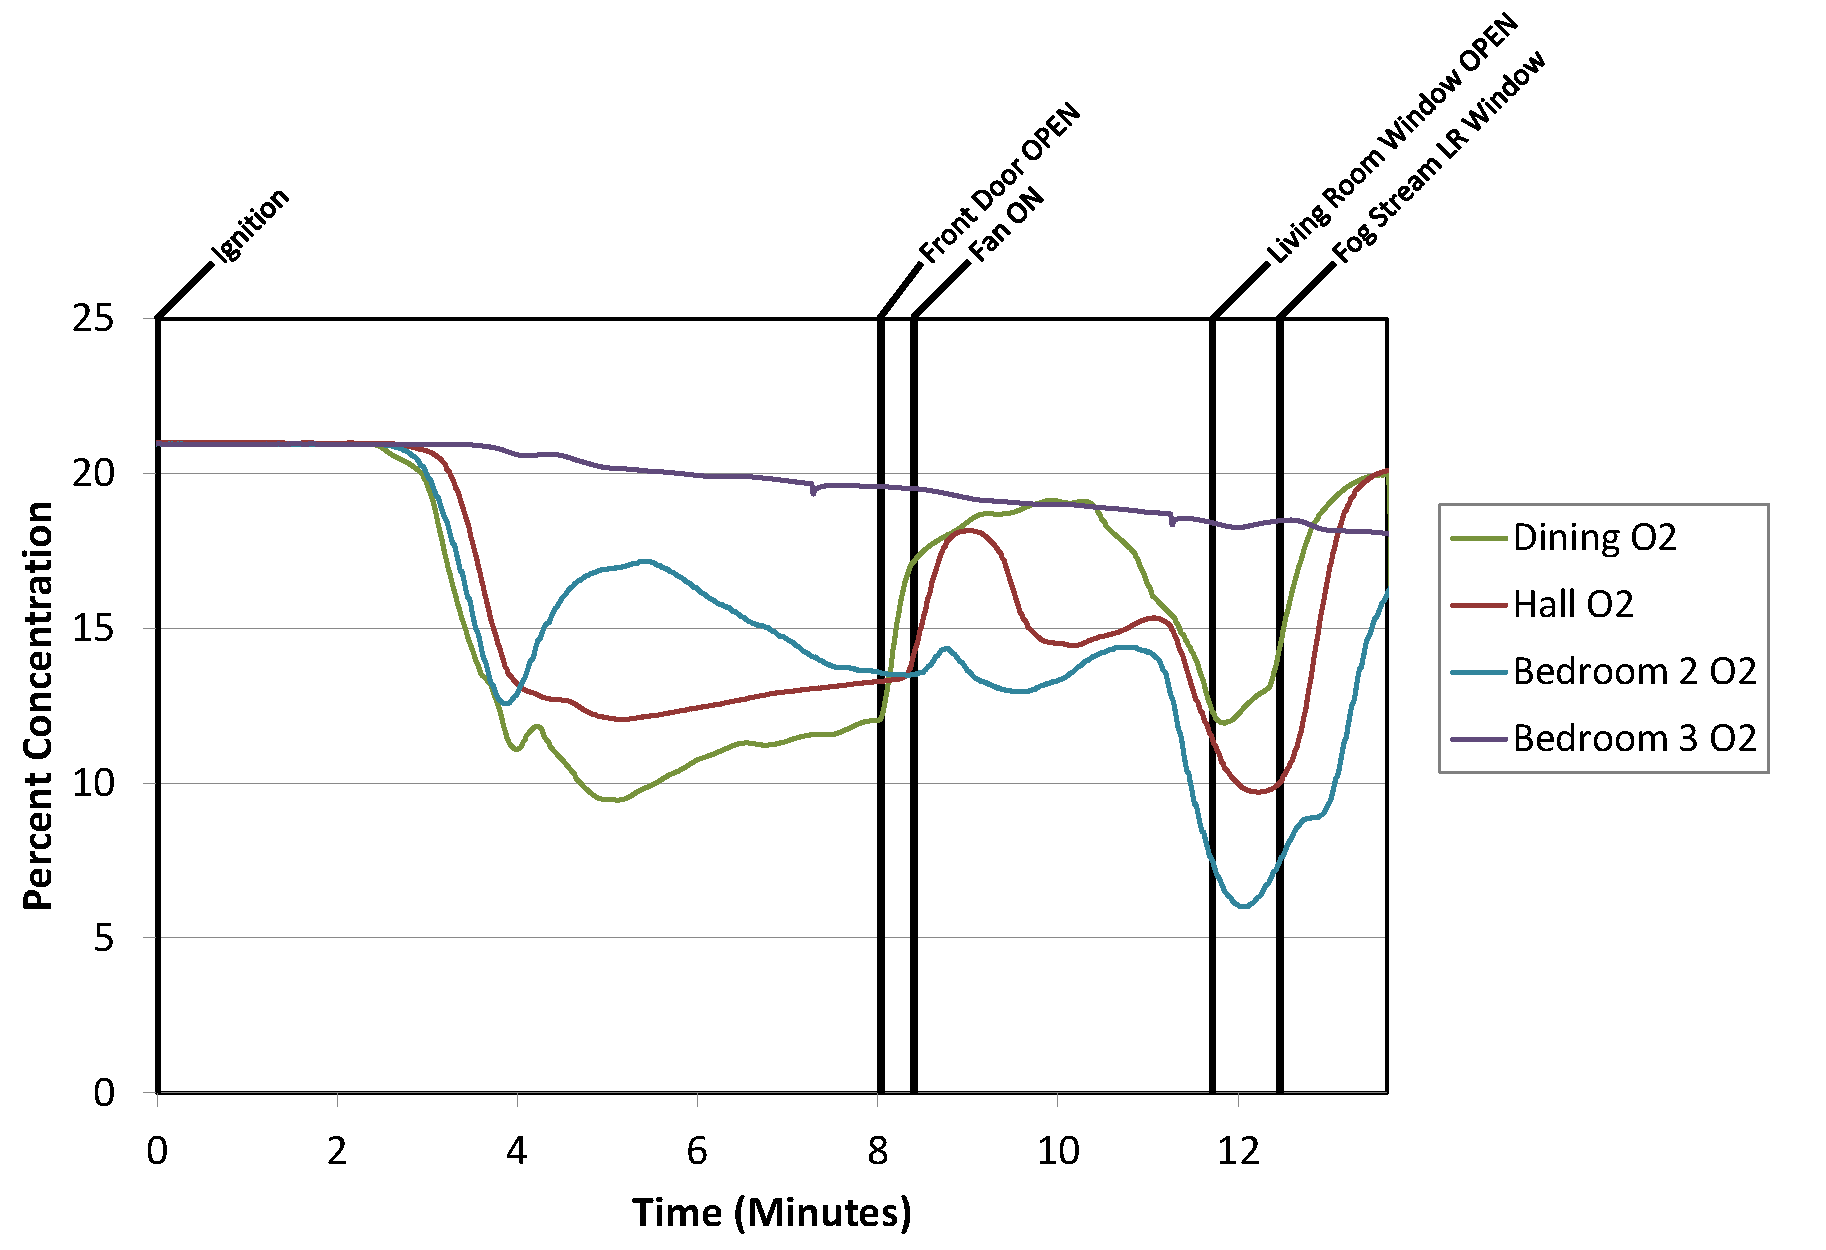 Ignition
Front Door OPEN
Fan ON
Living Room Window OPEN
Fog Stream LR Window
25
20
15
10
5
0
Percent Concentration
0 2 4 6 8 10 12
Time (Minutes)
Dining O2
Hall O2
Bedroom 2 O2
Bedroom 3 O2